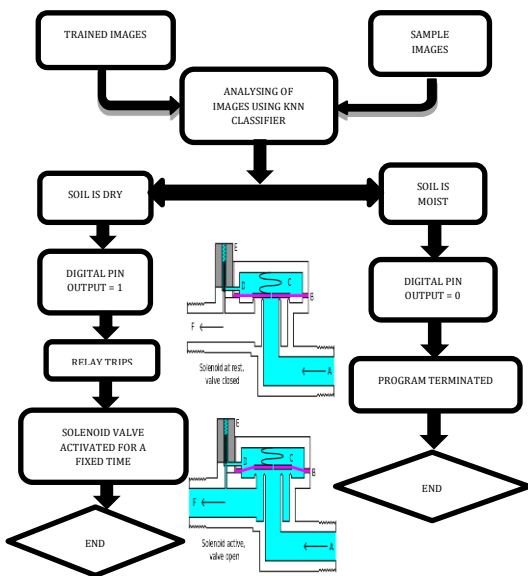 TRAINED IMAGES
SAMPLE
IMAGES
ANALYSING OF
IMAGES USING KNN
CLASSIFIER
SOIL IS DRY
SOIL IS
MOIST
DIGITAL PIN
OUTPUT = 1
DIGITAL PIN
OUTPUT =0
RELAY TRIPS
PROGRAM TERMINATED
SOLENOID VALVE
ACTIVATED FOR A
FIXED TIME
END
END
E
D
C
B
F
A
Solenoid at rest,
valve closed
E
D
C
B
F
A
Solenoid active,
valve open